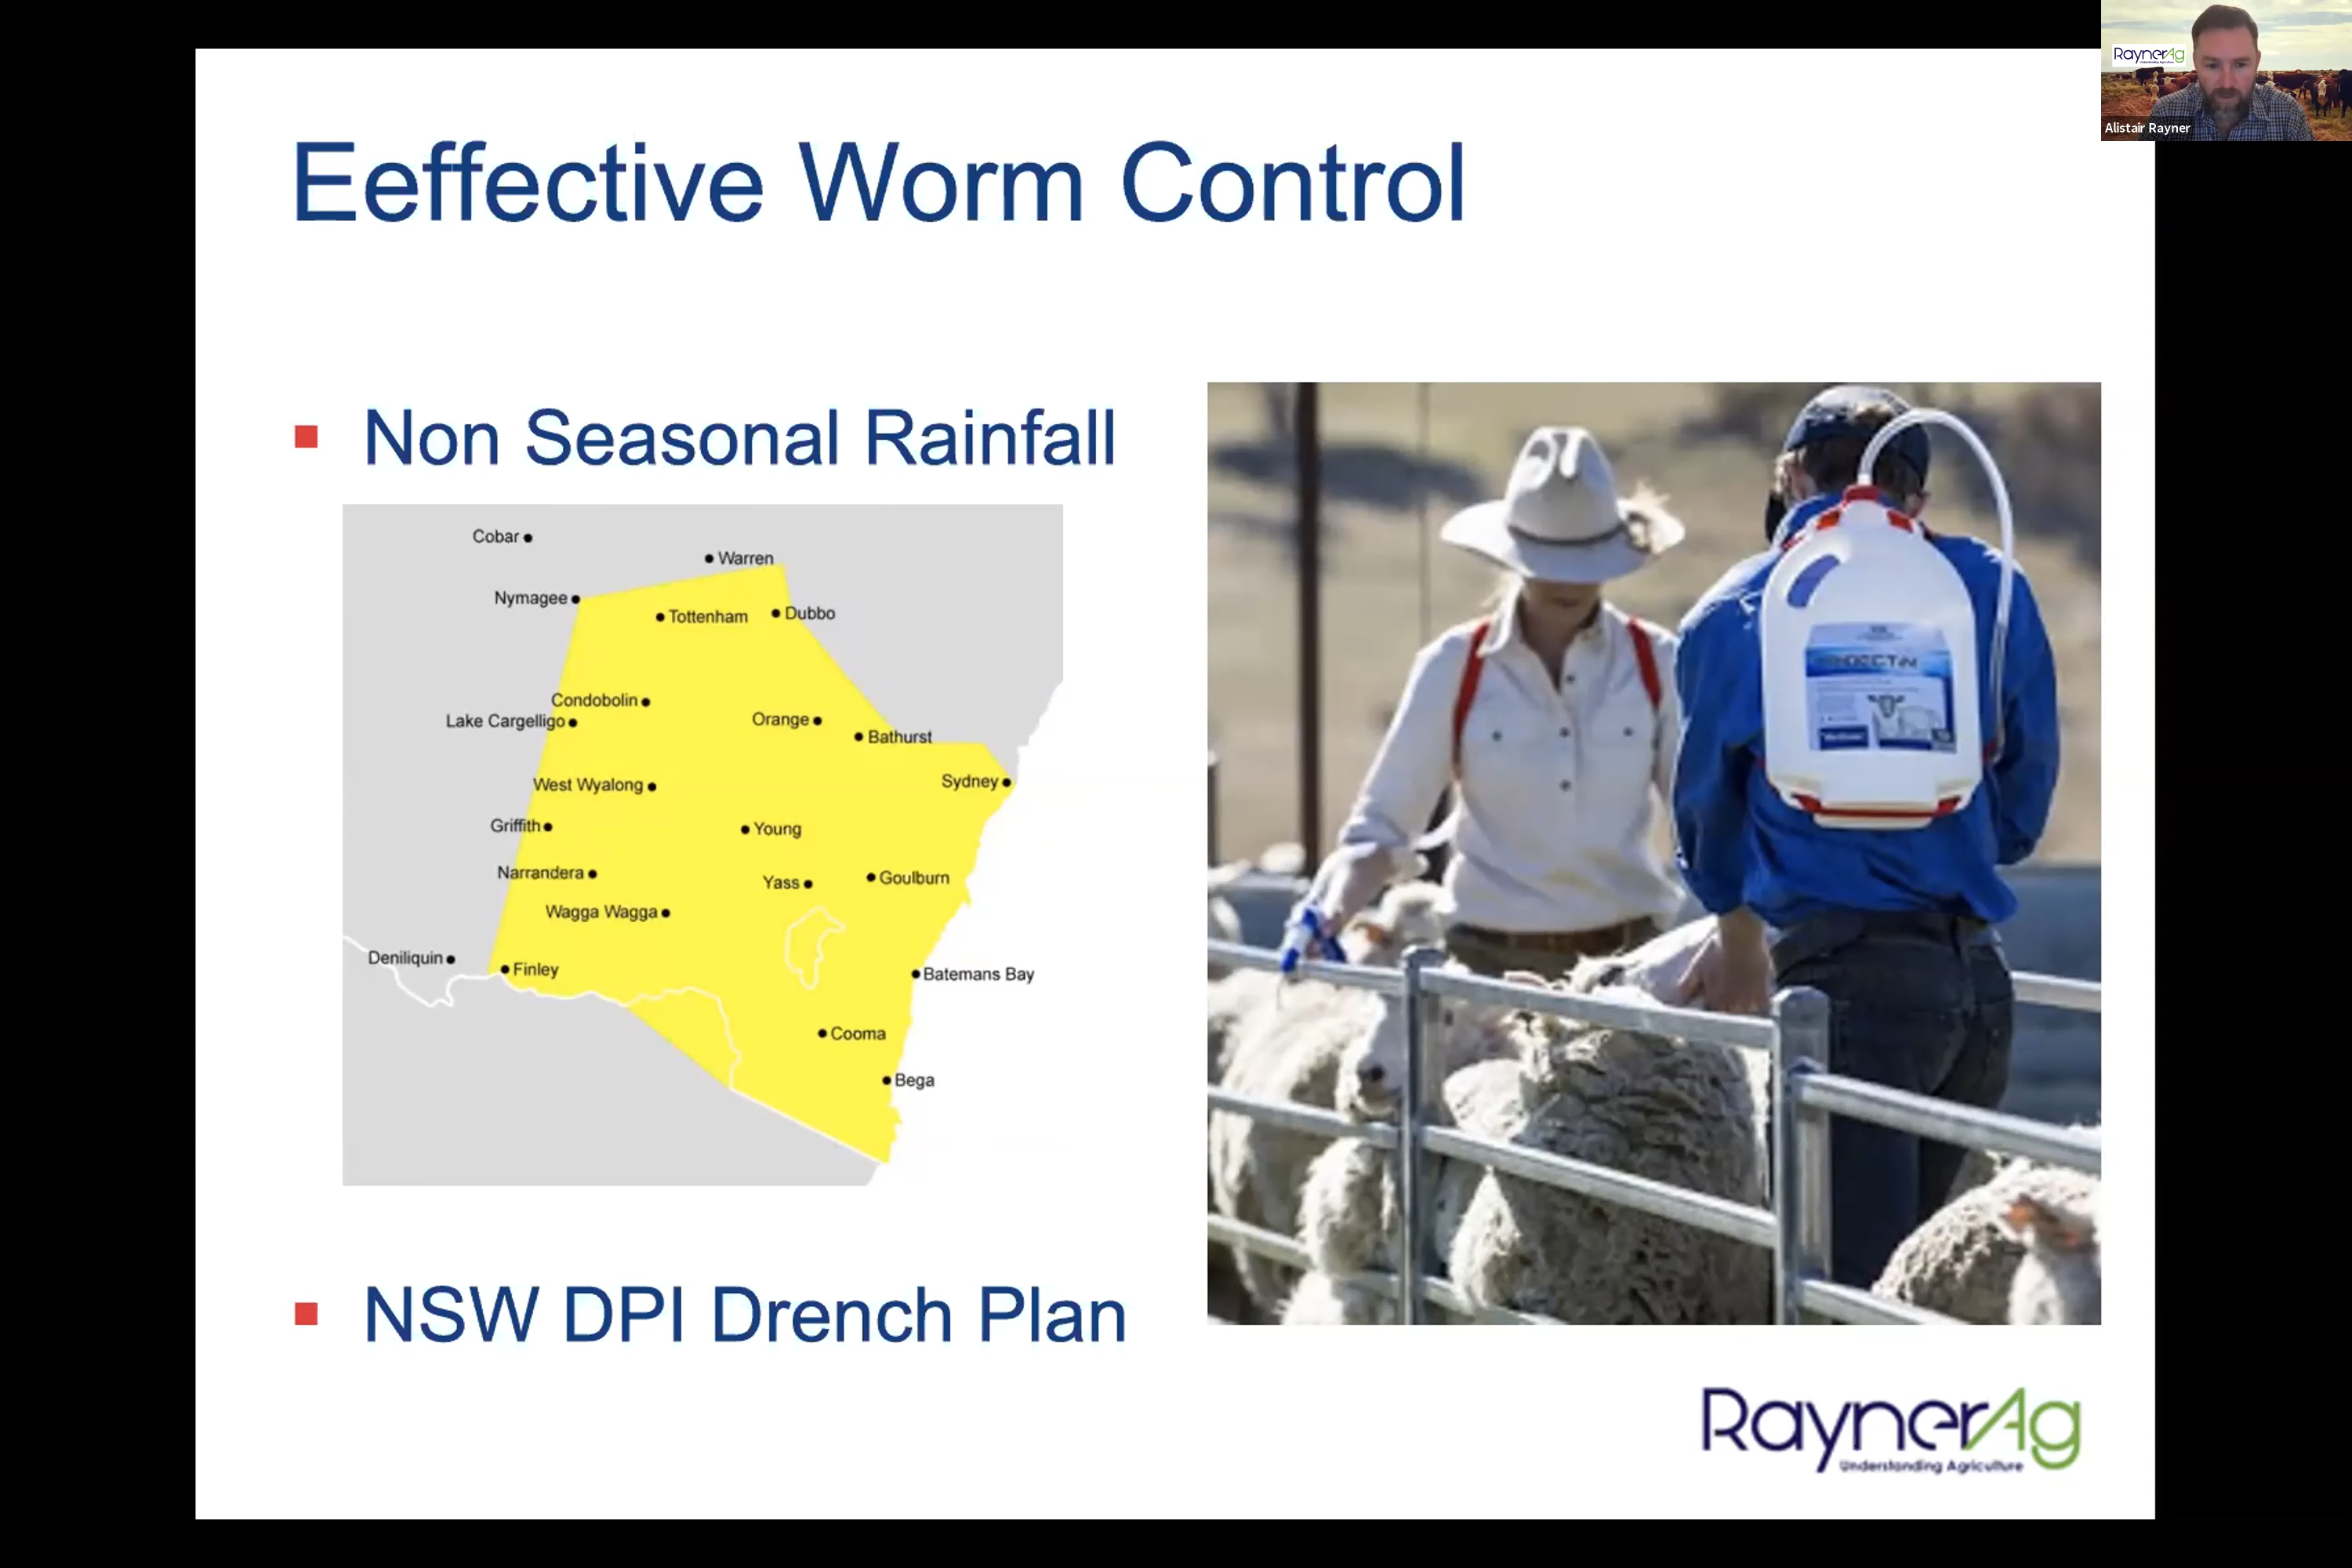 RaynerAg
Alistair Rayner
Eeffective Worm Control
Non Seasonal Rainfall
Cobar
Warren
Nymagee
Tottenham
Dubbo
Condobolin
Lake Cargelligo
Orange
Bathurst
West Wyalong
Sydney
Griffith
Young
Narrandera
Yass
Goulburn
Wagga Wagga
Deniliquin
Finley
Batemans Bay
Cooma
Bega
NSW DPI Drench Plan
RaynerAg
Understanding Agriculture